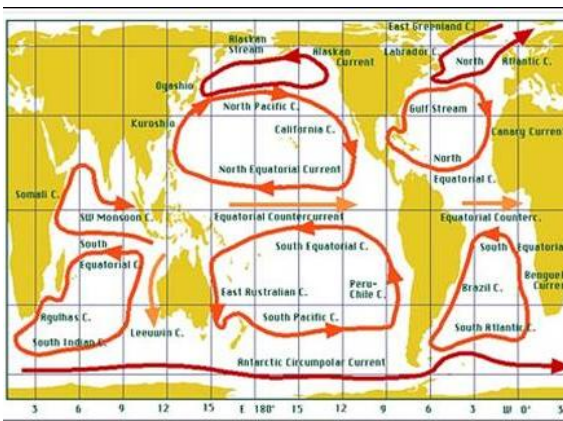 East Greenland C.
Alaskan
Stream
Alaskan
Current
Labrador C.
North
Atlantic C.
Oyashio
North Pacific C.
Gulf Stream
Kuroshio
California C.
Canary Current
North Equatorial Current
North
Equatorial C.
Somali C.
SW Monsoon C.
Equatorial Countercurrent
Equatorial Counterc.
South
Equatorial C.
South Equatorial C.
South Equatoria
East Australian C.
Peru-
Chile C.
Brazil C.
Benguel
Curren
Agulhas C.
South Indian C.
Leeuwin C.
South Pacific C.
South Atlantic C.
Antarctic Circumpolar Current
3 6 9 12 15 E 180° 15 12 9 6 3 W 0° 3